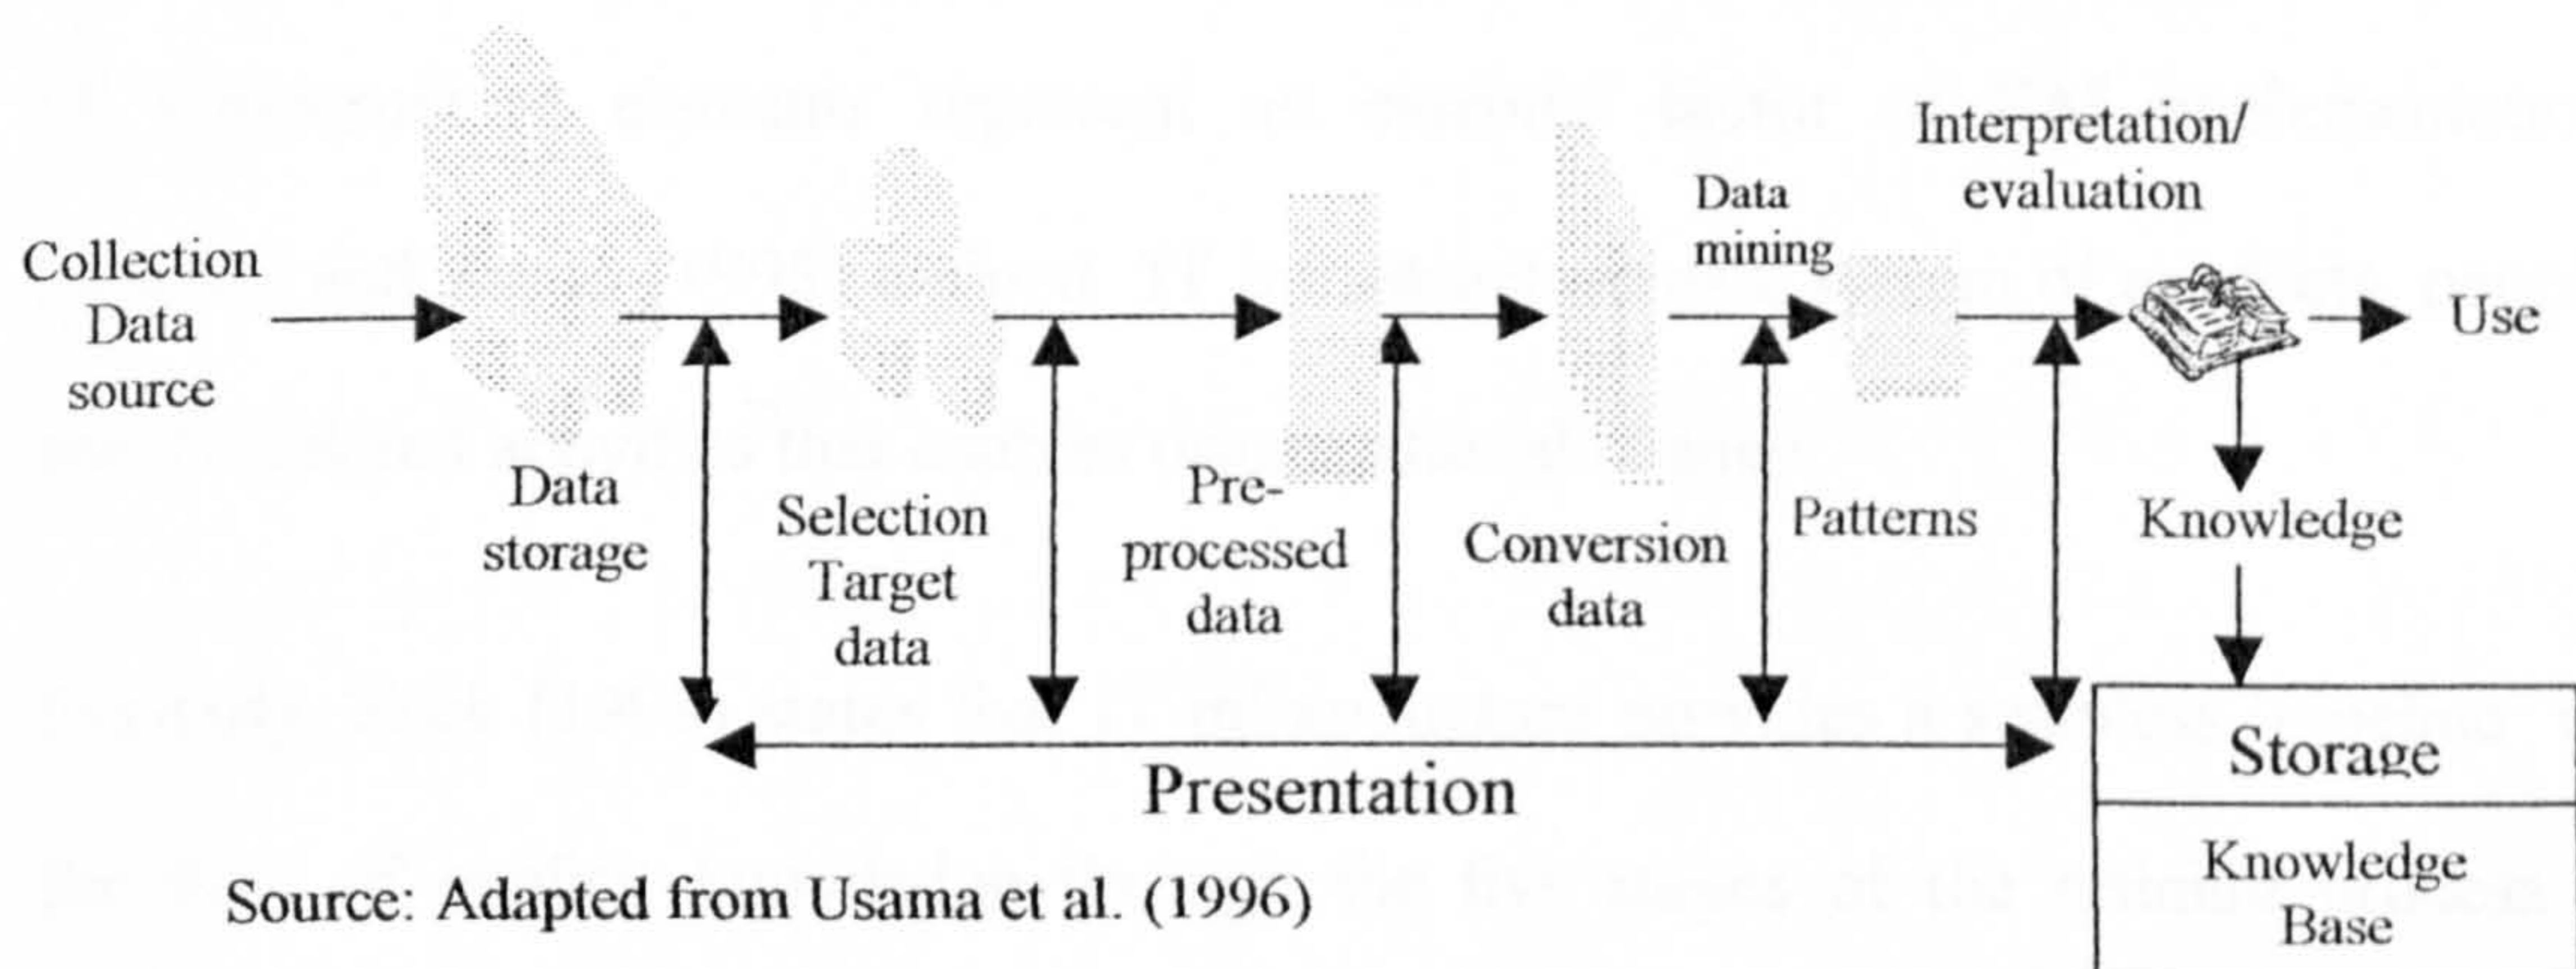 Collection
Data
source
Data
storage
Selection
Target
data
Pre-
processed
data
Conversion
data
Data
mining
Patterns
Interpretation/
evaluation
Use
Knowledge
Presentation
Storage
Knowledge
Base
Source: Adapted from Usama et al. (1996)